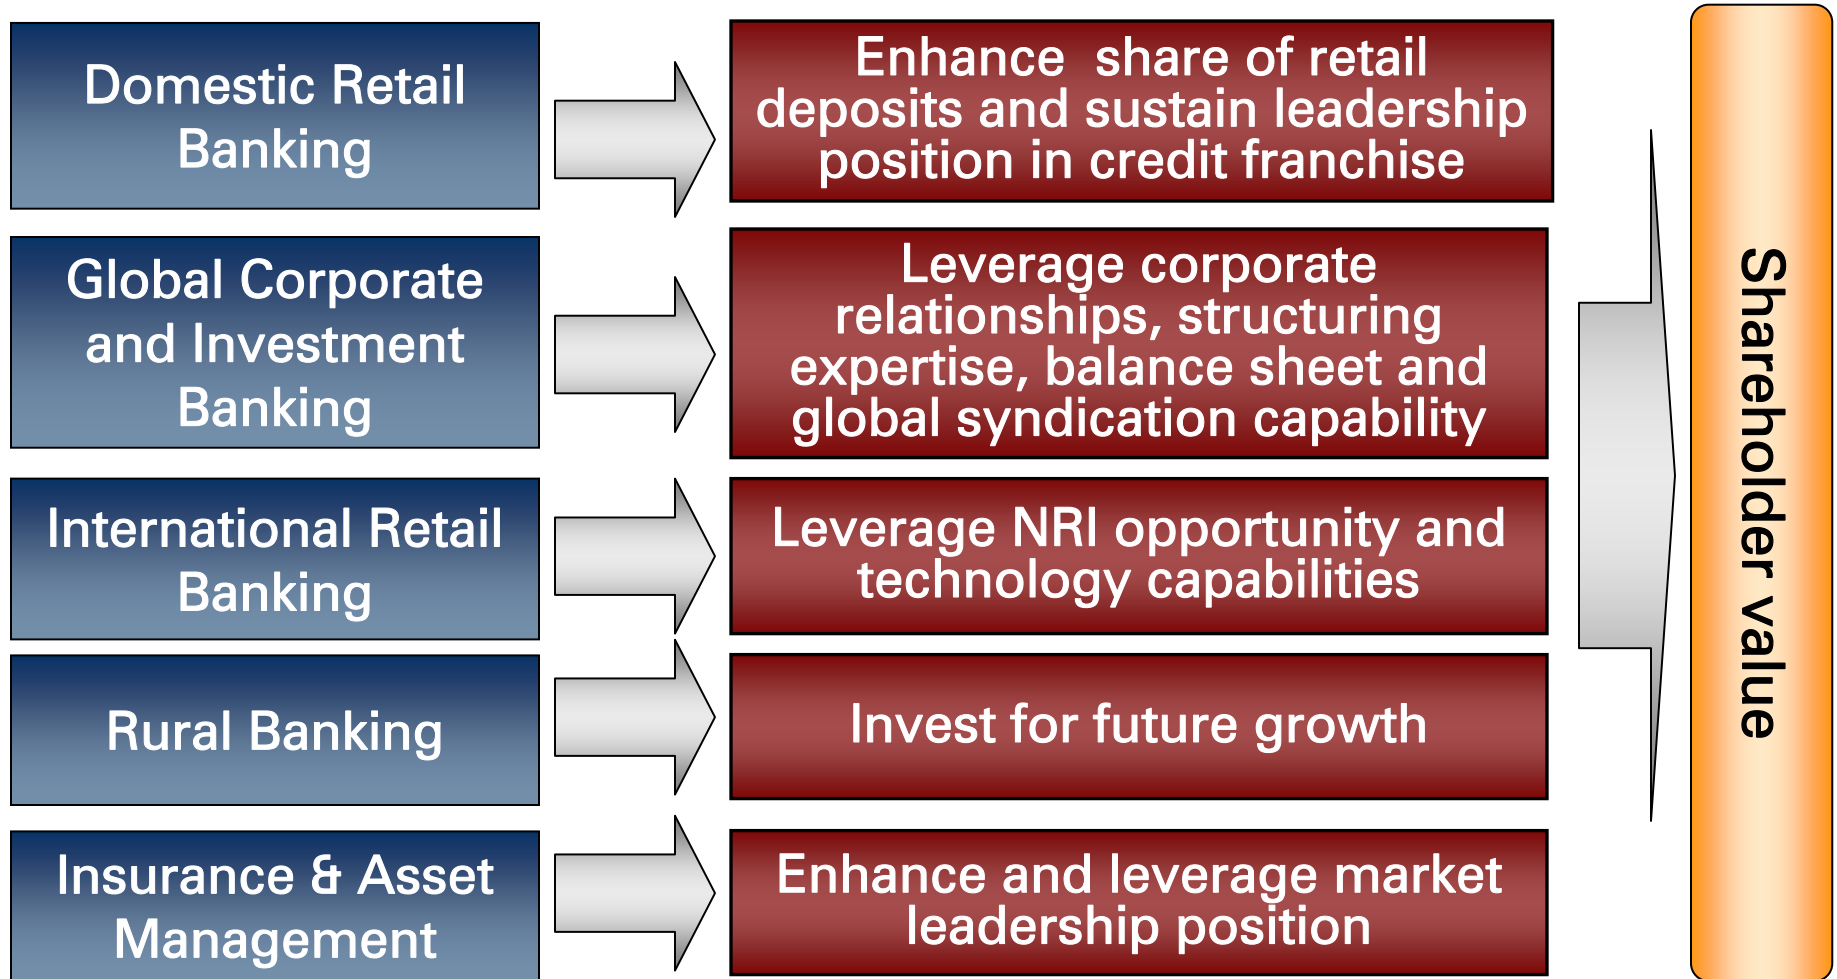 Domestic Retail
Banking
Enhance  share of retail
deposits and sustain leadership
position in credit franchise
Global Corporate
and Investment
Banking
Leverage corporate
relationships, structuring
expertise, balance sheet and
global syndication capability
International Retail
Banking
Leverage NRI opportunity and
technology capabilities
Rural Banking
Invest for future growth
Insurance & Asset
Management
Enhance and leverage market
leadership position
Shareholder value